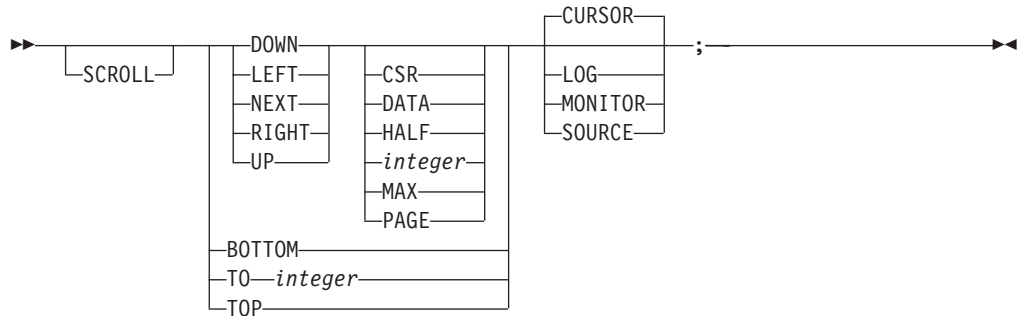 CURSOR
DOWN ;
SCROLL LEFT CSR LOG
NEXT DATA MONITOR
RIGHT HALF SOURCE
UP integer
MAX
PAGE
BOTTOM
TO integer
TOP